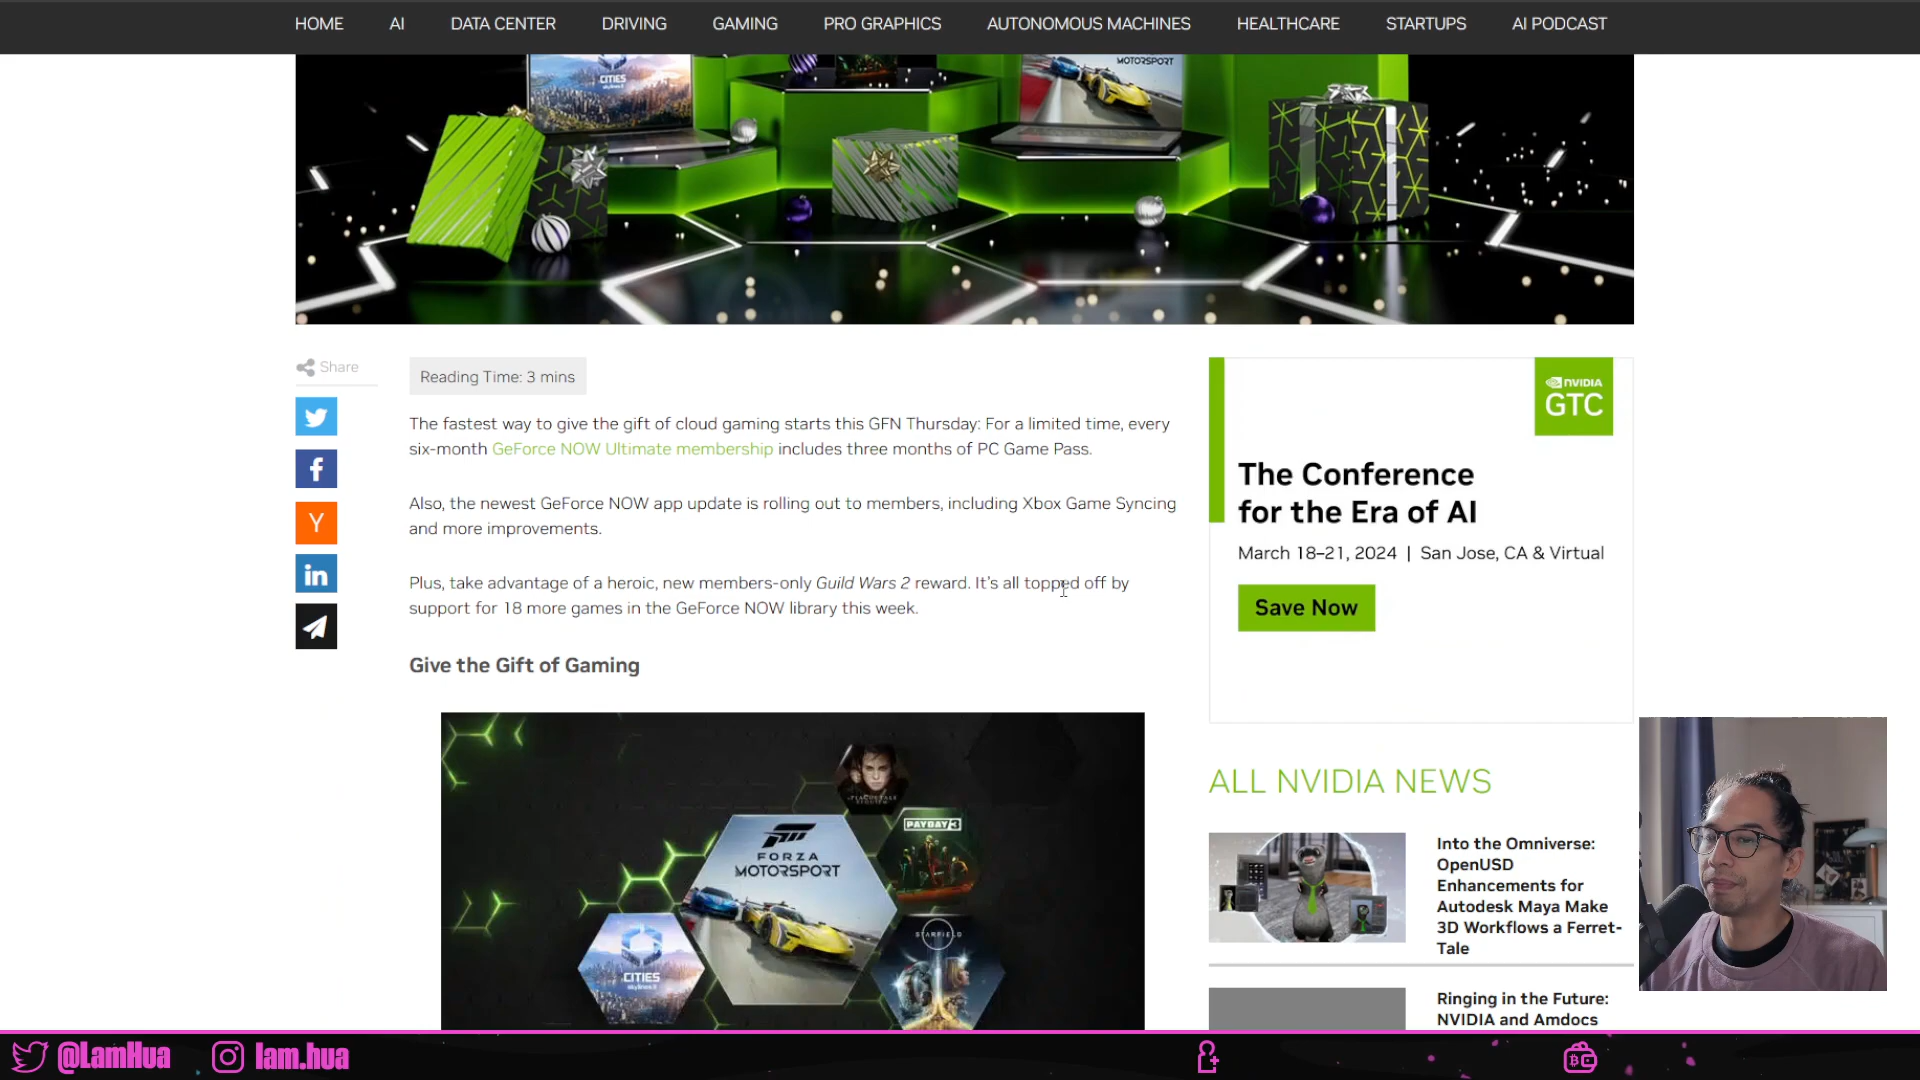 HOME AI DATA CENTER DRIVING GAMING PRO GRAPHICS AUTONOMOUS MACHINES HEALTHCARE STARTUPS AI PODCAST
CITIES
MOTORSPORT
Share
Reading Time: 3 mins
The fastest way to give the gift of cloud gaming starts this GFN Thursday: For a limited time, every
six-month GeForce NOW Ultimate membership includes three months of PC Game Pass.
Also, the newest GeForce NOW app update is rolling out to members, including Xbox Game Syncing
and more improvements.
Plus, take advantage of a heroic, new members-only Guild Wars 2 reward. It's all topped off by
support for 18 more games in the GeForce NOW library this week.
Give the Gift of Gaming
PAYDAY 3
FORZA
MOTORSPORT
STARFIELD
CITIES
NVIDIA
GTC
The Conference
for the Era of AI
March 18–21, 2024 | San Jose, CA & Virtual
Save Now
ALL NVIDIA NEWS
Into the Omniverse:
OpenUSD
Enhancements for
Autodesk Maya Make
3D Workflows a Ferret-
Tale
Ringing in the Future:
NVIDIA and Amdocs
@LamHua lam.hua